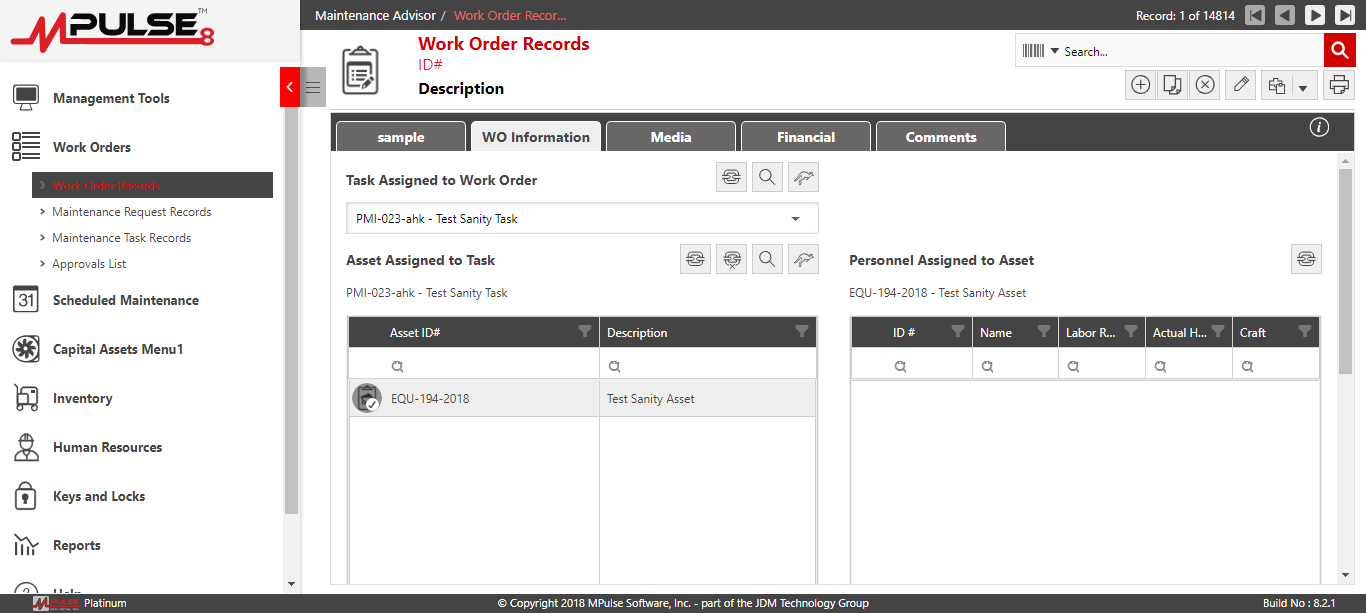 MPULSE 8 ™
Maintenance Advisor / Work Order Recor...
Record: 1 of 14814
Work Order Records
ID#
Description
Search...
Management Tools
Work Orders
Work Order Records
Maintenance Request Records
Maintenance Task Records
Approvals List
31 Scheduled Maintenance
Capital Assets Menu1
Inventory
Human Resources
Keys and Locks
Reports
Help
sample WO Information Media Financial Comments
Task Assigned to Work Order
PMI-023-ahk - Test Sanity Task
Asset Assigned to Task
PMI-023-ahk - Test Sanity Task
Asset ID# Description
EQU-194-2018 Test Sanity Asset
Personnel Assigned to Asset
EQU-194-2018 - Test Sanity Asset
ID # Name Labor R... Actual H... Craft
MPULSE Platinum
© Copyright 2018 MPulse Software, Inc. - part of the JDM Technology Group
Build No : 8.2.1